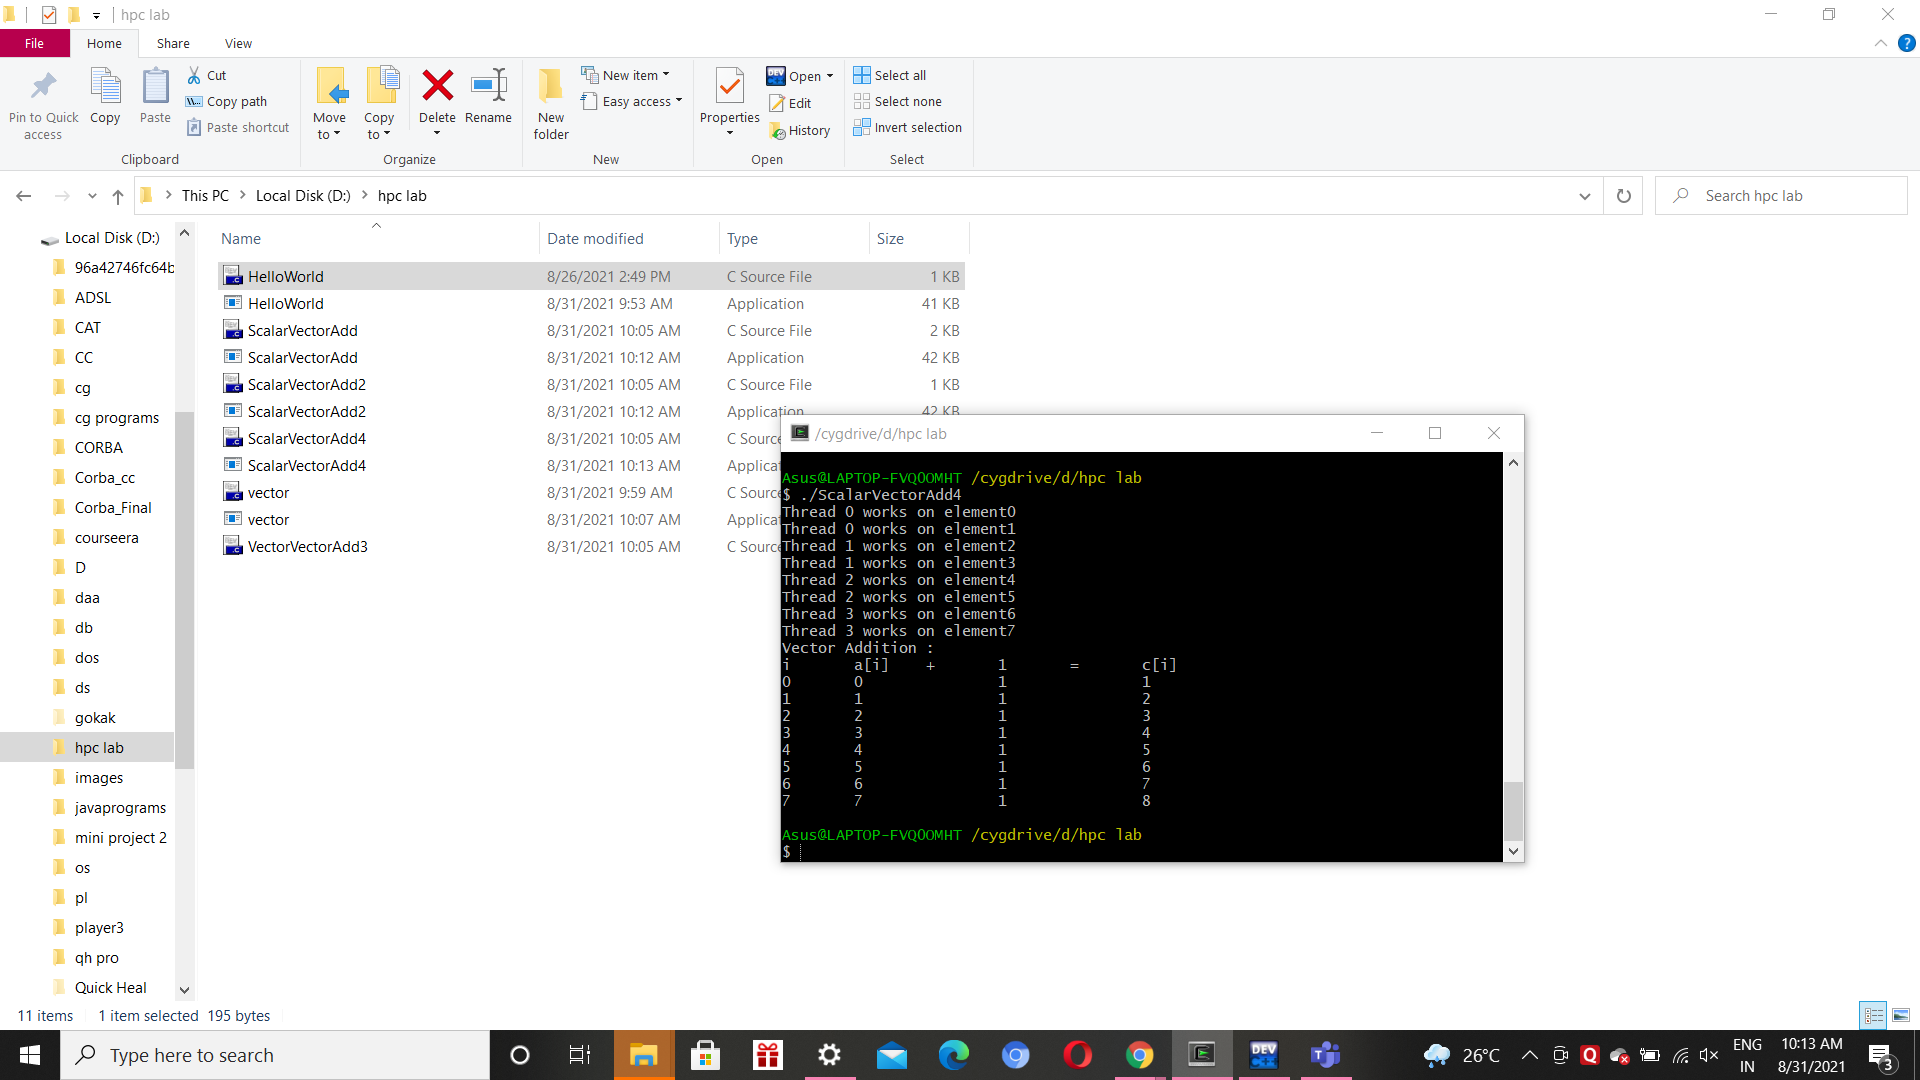 hpc lab
File Home Share View
Pin to Quick access
Copy
Paste
Cut
Copy path
Paste shortcut
Clipboard
Move to
Copy to
Delete
Rename
Organize
New folder
New item
Easy access
New
Properties
Open
Edit
History
Open
Select all
Select none
Invert selection
Select
This PC > Local Disk (D:) > hpc lab
Search hpc lab
Local Disk (D:)
96a42746fc64b
ADSL
CAT
CC
cg
cg programs
CORBA
Corba_cc
Corba_Final
courseera
D
daa
db
dos
ds
gokak
hpc lab
images
javaprograms
mini project 2
os
pl
player3
qh pro
Quick Heal
Name Date modified Type Size
HelloWorld 8/26/2021 2:49 PM C Source File 1 KB
HelloWorld 8/31/2021 9:53 AM Application 41 KB
ScalarVectorAdd 8/31/2021 10:05 AM C Source File 2 KB
ScalarVectorAdd 8/31/2021 10:12 AM Application 42 KB
ScalarVectorAdd2 8/31/2021 10:05 AM C Source File 1 KB
ScalarVectorAdd2 8/31/2021 10:12 AM Application 42 KB
ScalarVectorAdd4 8/31/2021 10:05 AM C Sourc
ScalarVectorAdd4 8/31/2021 10:13 AM Applica
vector 8/31/2021 9:59 AM C Sourc
vector 8/31/2021 10:07 AM Applica
VectorVectorAdd3 8/31/2021 10:05 AM C Sourc
/cygdrive/d/hpc lab
Asus@LAPTOP-FVQ0OMHT /cygdrive/d/hpc lab
$ ./ScalarVectorAdd4
Thread 0 works on element0
Thread 0 works on element1
Thread 1 works on element2
Thread 1 works on element3
Thread 2 works on element4
Thread 2 works on element5
Thread 3 works on element6
Thread 3 works on element7
Vector Addition :
i a[i] + 1 = c[i]
0 0 1 1
1 1 1 2
2 2 1 3
3 3 1 4
4 4 1 5
5 5 1 6
6 6 1 7
7 7 1 8
Asus@LAPTOP-FVQ0OMHT /cygdrive/d/hpc lab
$
11 items 1 item selected 195 bytes
Type here to search
DEV C++
26°C
ENG
IN
10:13 AM
8/31/2021
3